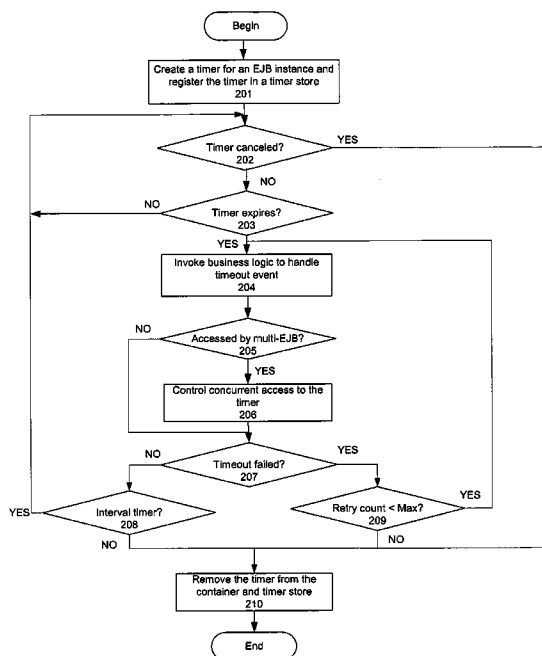 Begin
Create a timer for an EJB instance and
register the timer in a timer store
201
Timer canceled?
202
YES
NO
NO
Timer expires?
203
YES
Invoke business logic to handle
timeout event
204
NO
Accessed by multi-EJB?
205
YES
Control concurrent access to the
timer
206
NO
Timeout failed?
207
YES
YES
Interval timer?
208
Retry count < Max?
209
YES
NO
NO
Remove the timer from the
container and timer store
210
End